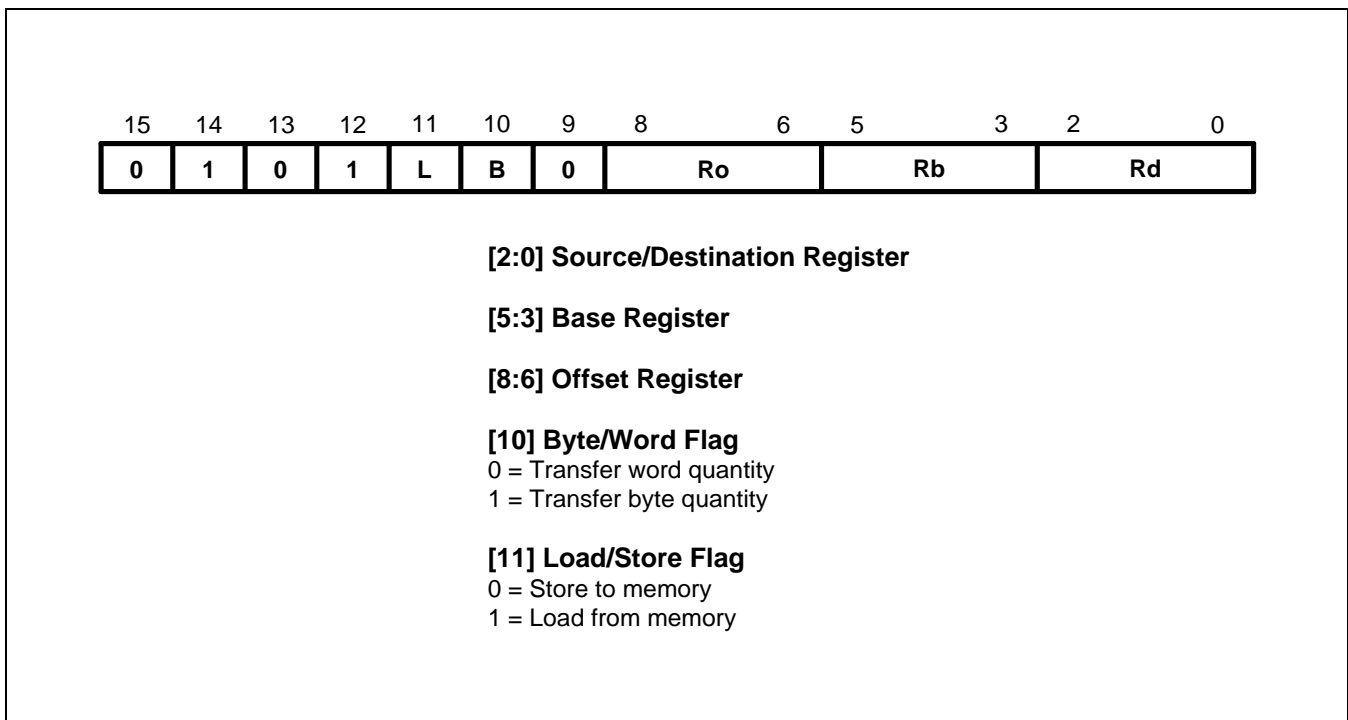 15 14 13 12 11 10 9 8 6 5 3 2 0
0 1 0 1 L B 0 Ro Rb Rd
[2:0] Source/Destination Register
[5:3] Base Register
[8:6] Offset Register
[10] Byte/Word Flag
0 = Transfer word quantity
1 = Transfer byte quantity
[11] Load/Store Flag
0 = Store to memory
1 = Load from memory